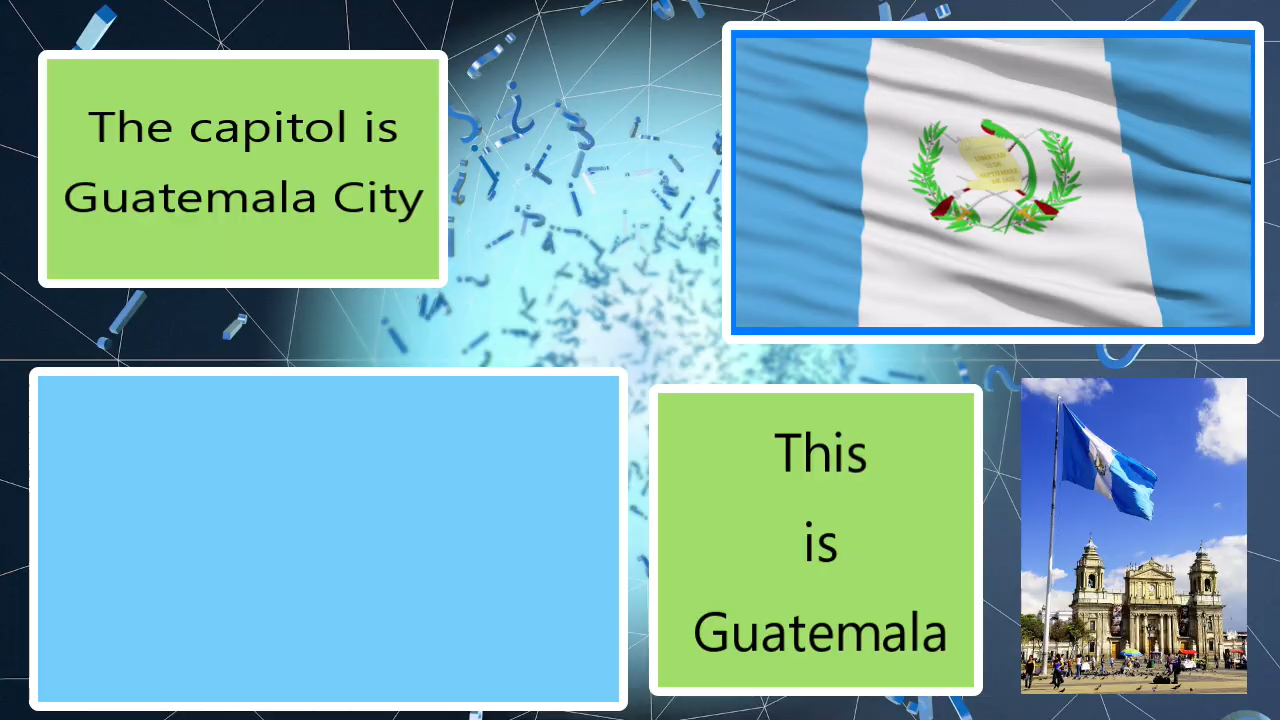 The capitol is
Guatemala City
This
is
Guatemala